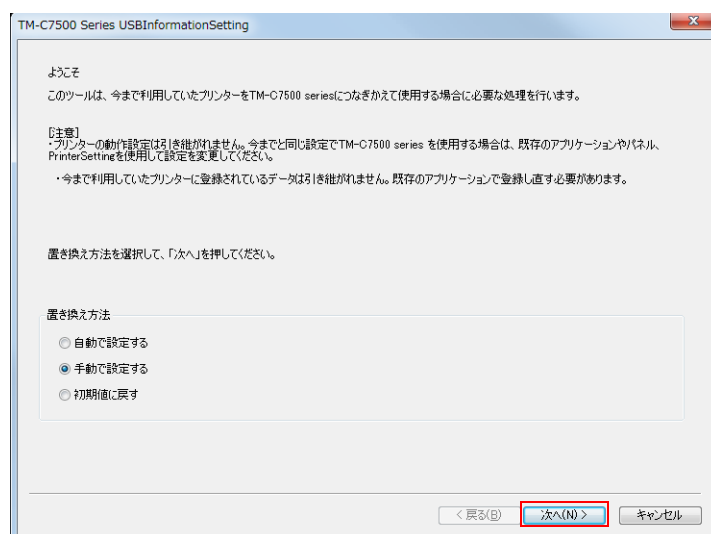 TM-C7500 Series USBInformationSetting
ようこそ
このツールは、今まで利用していたプリンターをTM-C7500 seriesにつなぎかえて使用する場合に必要な処理を行います。
[注意]
・プリンターの動作設定は引き継がれません。今までと同じ設定でTM-C7500 series を使用する場合は、既存のアプリケーションやパネル、
PrinterSettingを使用して設定を変更してください。
・今まで利用していたプリンターに登録されているデータは引き継がれません。既存のアプリケーションで登録し直す必要があります。
置き換え方法を選択して、「次へ」を押してください。
置き換え方法
自動で設定する
手動で設定する
初期値に戻す
< 戻る(B) 次へ(N) > キャンセル